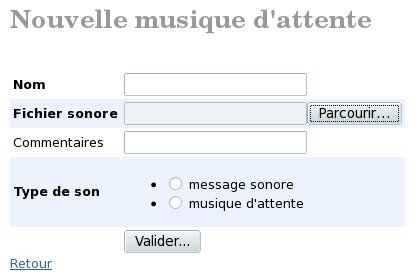 Nouvelle musique d'attente
Nom
Fichier sonore Parcourir...
Commentaires
Type de son
message sonore
musique d'attente
Valider...
Retour